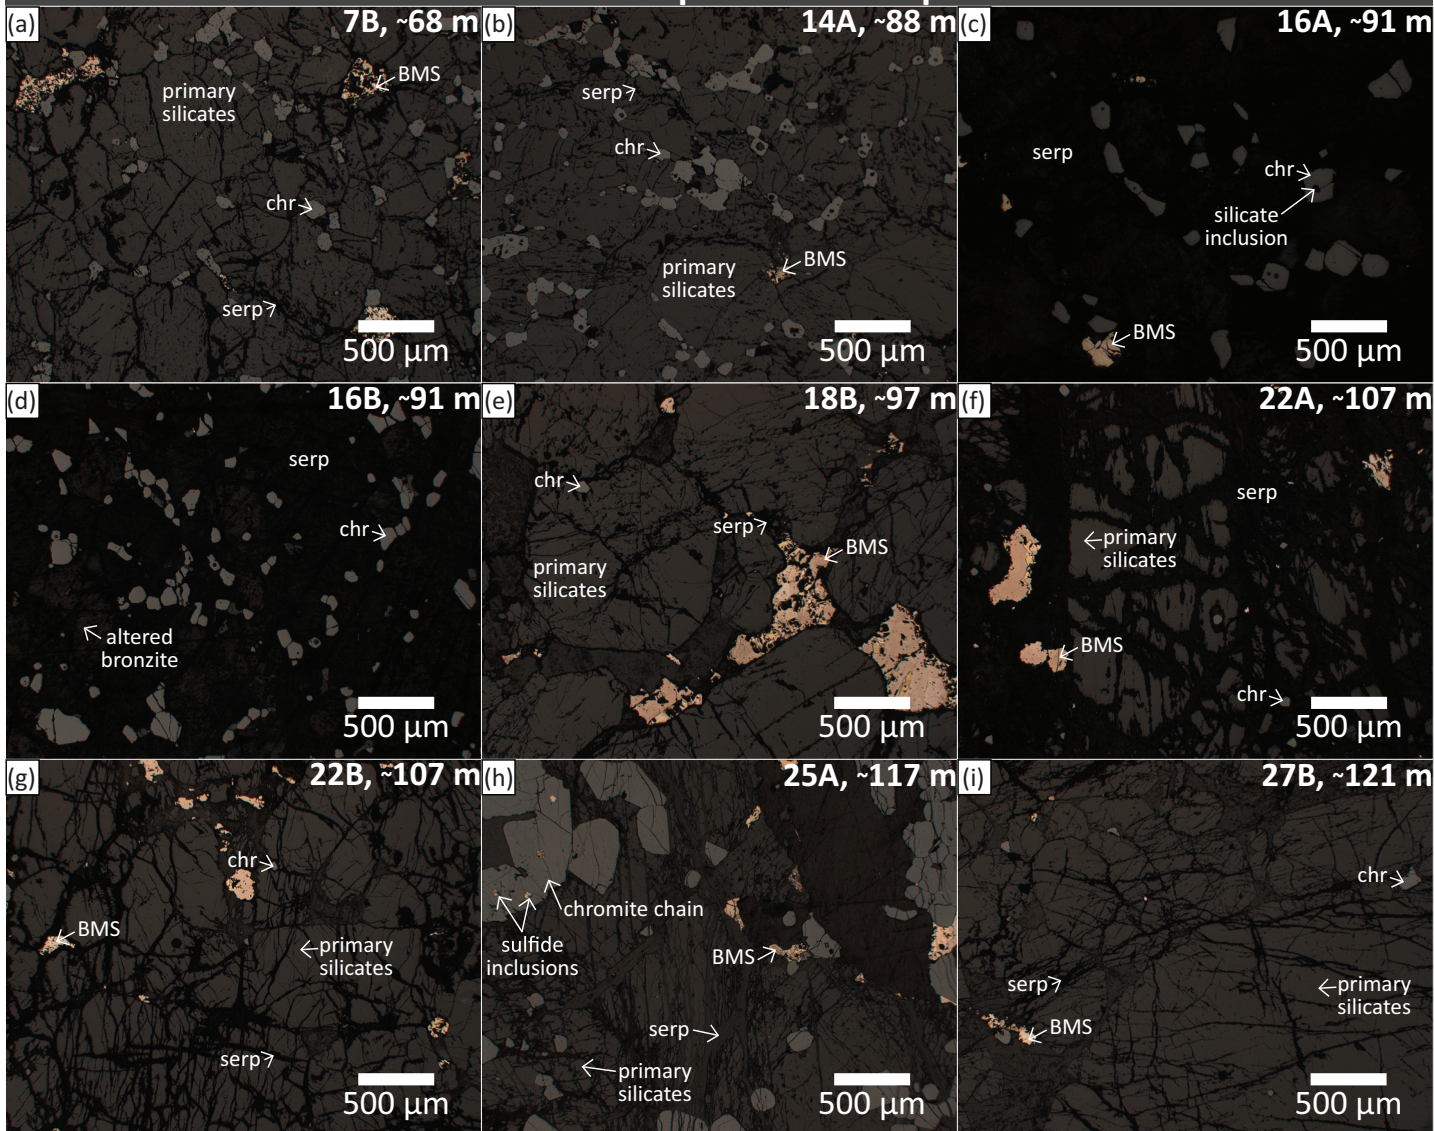 (a)
7B, ~68 m
primary
silicates
BMS
chr
serp
500 µm
(b)
14A, ~88 m
serp
chr
primary
silicates
BMS
500 µm
(c)
16A, ~91 m
serp
chr
silicate
inclusion
BMS
500 µm
(d)
16B, ~91 m
serp
chr
altered
bronzite
500 µm
(e)
18B, ~97 m
chr
serp
BMS
primary
silicates
500 µm
(f)
22A, ~107 m
serp
primary
silicates
BMS
chr
500 µm
(g)
22B, ~107 m
chr
BMS
primary
silicates
serp
500 µm
(h)
25A, ~117 m
chromite chain
sulfide
inclusions
BMS
serp
primary
silicates
500 µm
(i)
27B, ~121 m
chr
serp
primary
silicates
BMS
500 µm